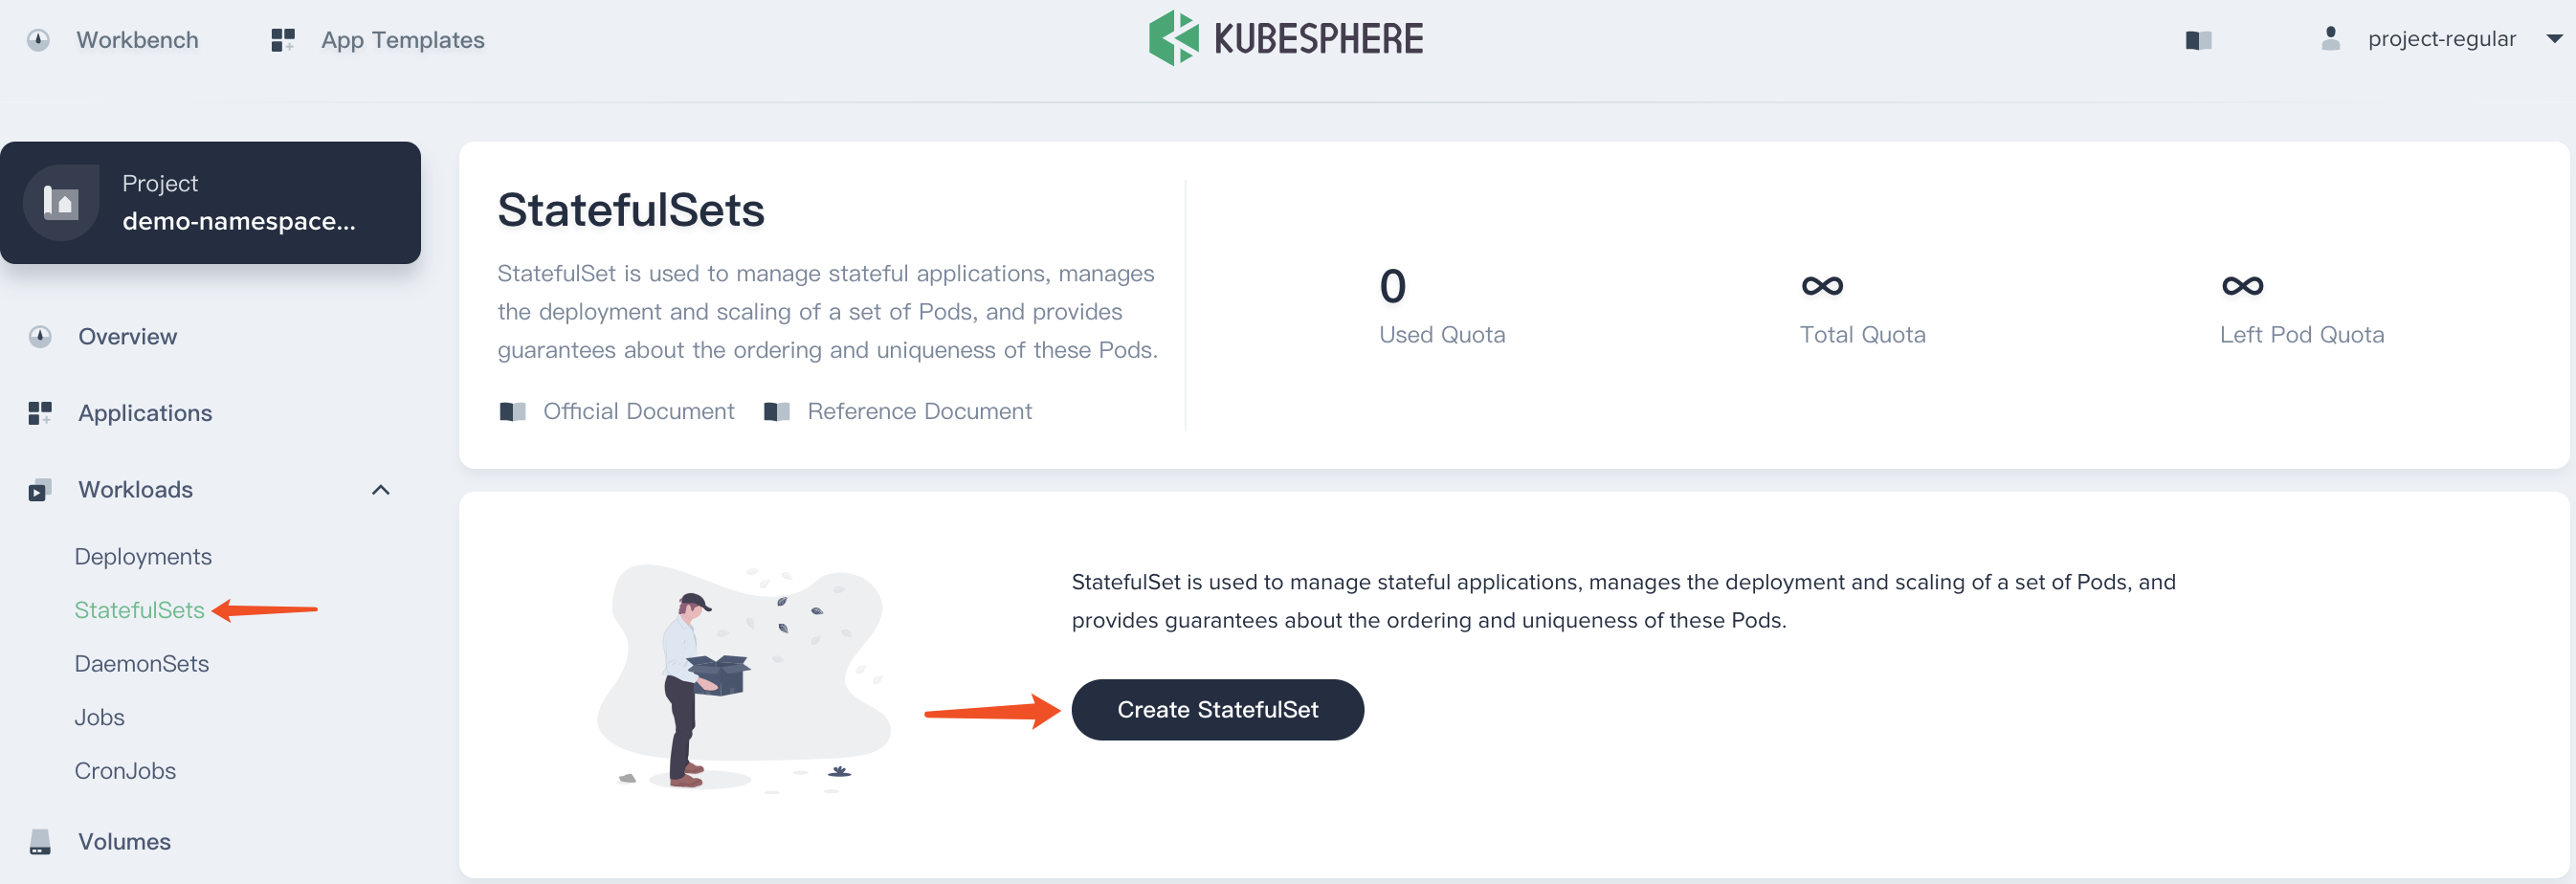 Workbench
App Templates
KUBESPHERE
project-regular
Project
demo-namespace...
Overview
Applications
Workloads
Deployments
StatefulSets
DaemonSets
Jobs
CronJobs
Volumes
StatefulSets
StatefulSet is used to manage stateful applications, manages
the deployment and scaling of a set of Pods, and provides
guarantees about the ordering and uniqueness of these Pods.
Official Document
Reference Document
0
Used Quota
∞
Total Quota
∞
Left Pod Quota
StatefulSet is used to manage stateful applications, manages the deployment and scaling of a set of Pods, and
provides guarantees about the ordering and uniqueness of these Pods.
Create StatefulSet